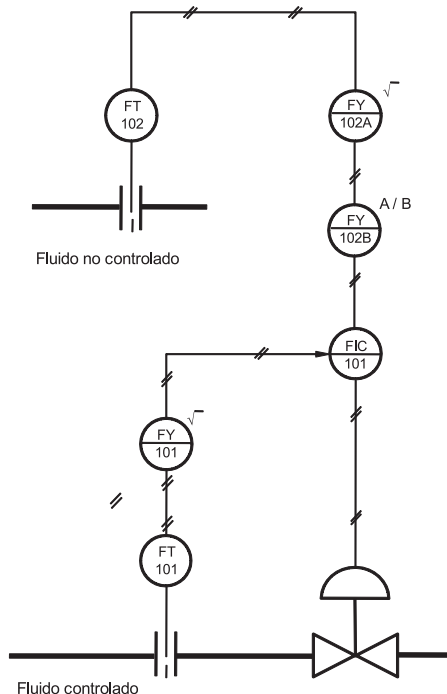 FT
102
√‾
FY
102A
A / B
FY
102B
Fluido no controlado
FIC
101
√‾
FY
101
FT
101
Fluido controlado